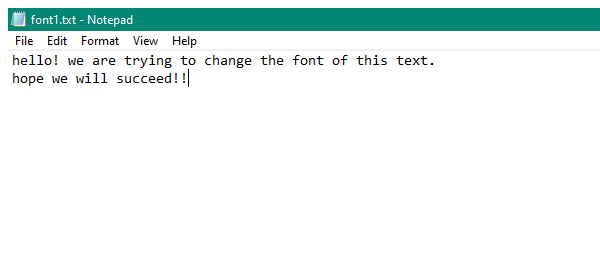 font1.txt - Notepad
File Edit Format View Help
hello! we are trying to change the font of this text.
hope we will succeed!!